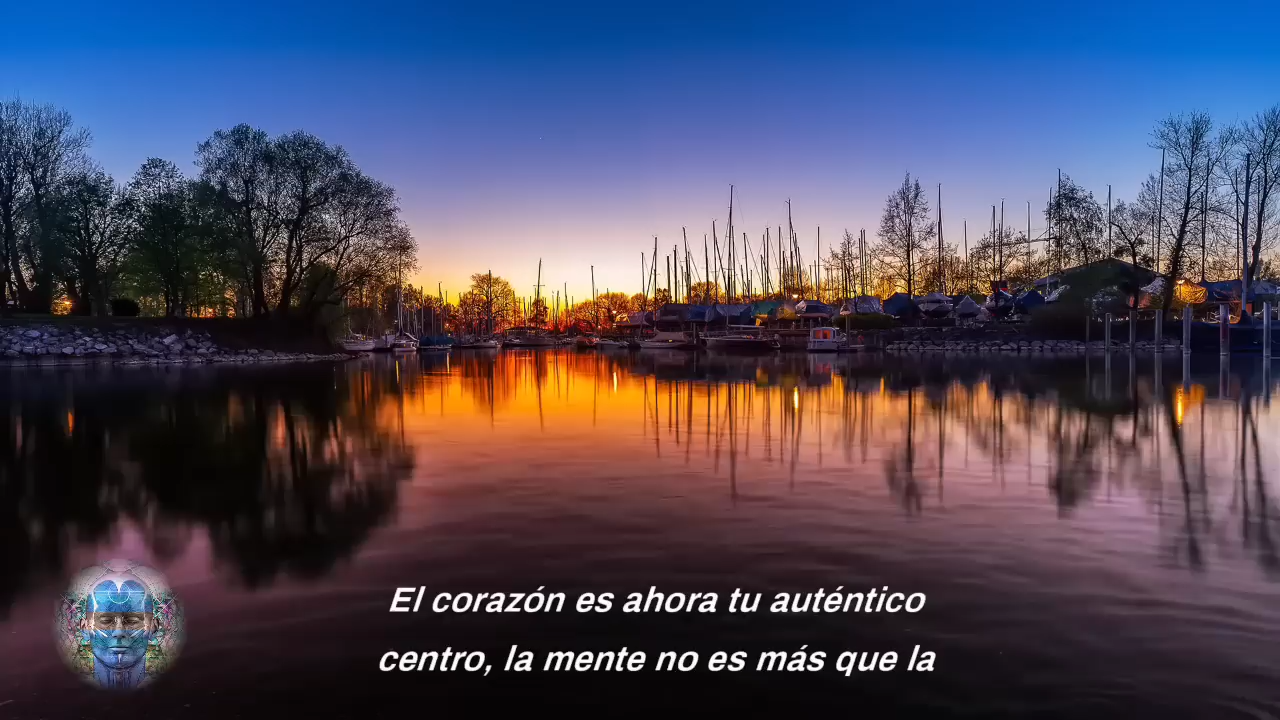 El corazón es ahora tu auténtico
centro, la mente no es más que la